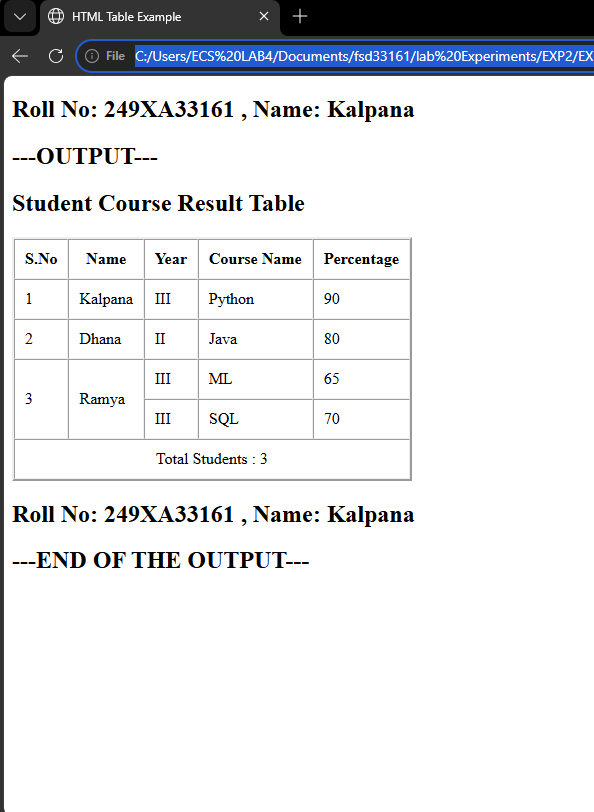 HTML Table Example
File C:/Users/ECS%20LAB4/Documents/fsd33161/lab%20Experiments/EXP2/EX
Roll No: 249XA33161 , Name: Kalpana
---OUTPUT---
Student Course Result Table
S.No Name Year Course Name Percentage
1 Kalpana III Python 90
2 Dhana II Java 80
3 Ramya III ML 65
III SQL 70
Total Students : 3
Roll No: 249XA33161 , Name: Kalpana
---END OF THE OUTPUT---